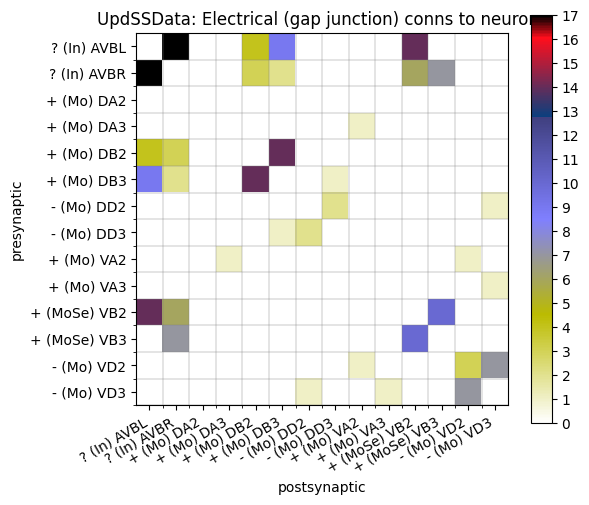 UpdSSData: Electrical (gap junction) conns to neuron
? (In) AVBL
? (In) AVBR
+ (Mo) DA2
+ (Mo) DA3
+ (Mo) DB2
+ (Mo) DB3
- (Mo) DD2
- (Mo) DD3
+ (Mo) VA2
+ (Mo) VA3
+ (MoSe) VB2
+ (MoSe) VB3
- (Mo) VD2
- (Mo) VD3
presynaptic
? (In) AVBL
? (In) AVBR
+ (Mo) DA2
+ (Mo) DA3
+ (Mo) DB2
+ (Mo) DB3
- (Mo) DD2
- (Mo) DD3
+ (Mo) VA2
+ (Mo) VA3
+ (MoSe) VB2
+ (MoSe) VB3
- (Mo) VD2
- (Mo) VD3
postsynaptic
17
16
15
14
13
12
11
10
9
8
7
6
5
4
3
2
1
0